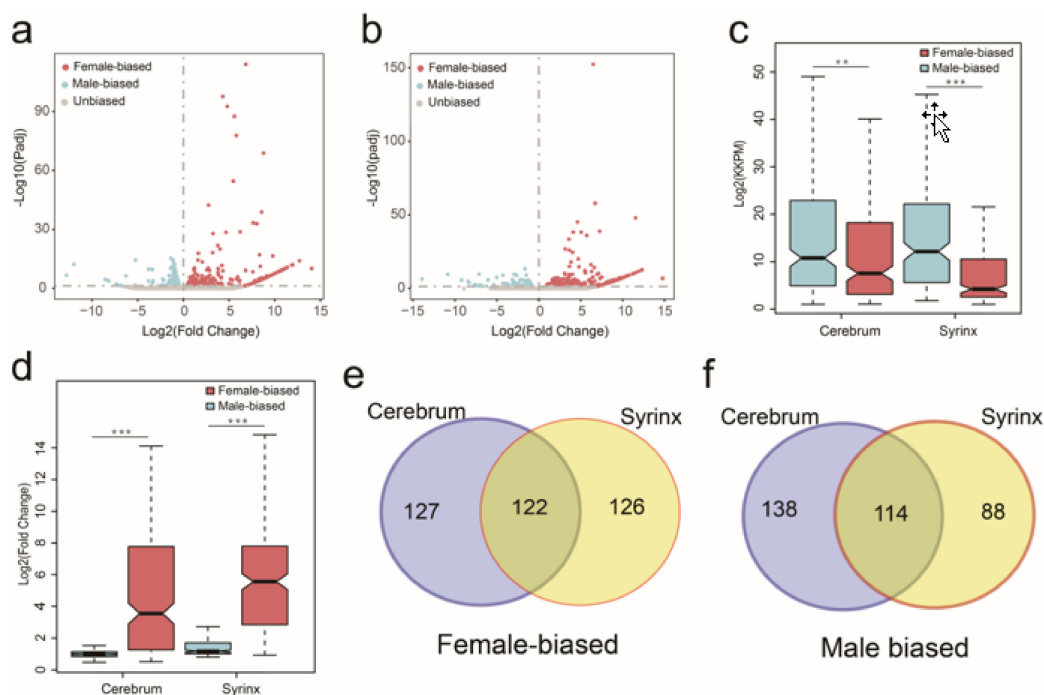 a
Female-biased
Male-biased
Unbiased
-Log10(Padj)
90
60
30
0
−10
−5
0
5
10
15
Log2(Fold Change)
b
Female-biased
Male-biased
Unbiased
-Log10(padj)
150
100
50
0
−15
−10
−5
0
5
10
15
Log2(Fold Change)
c
Female-biased
Male-biased
**
***
Log2(KKPM)
50
40
30
20
10
0
Cerebrum
Syrinx
d
Female-biased
Male-biased
***
***
Log2(Fold Change)
14
12
10
8
6
4
2
0
Cerebrum
Syrinx
e
Cerebrum
Syrinx
127
122
126
Female-biased
f
Cerebrum
Syrinx
138
114
88
Male biased